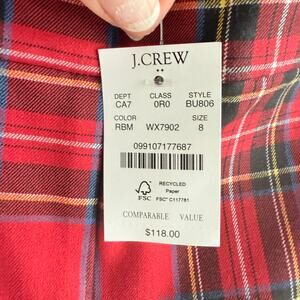 J.CREW
DEPT CLASS STYLE
CA7 0R0 BU806
COLOR SIZE
RBM WX7902 8
099107177687
FSC
RECYCLED
Paper
FSC® C117781
COMPARABLE VALUE
$118.00